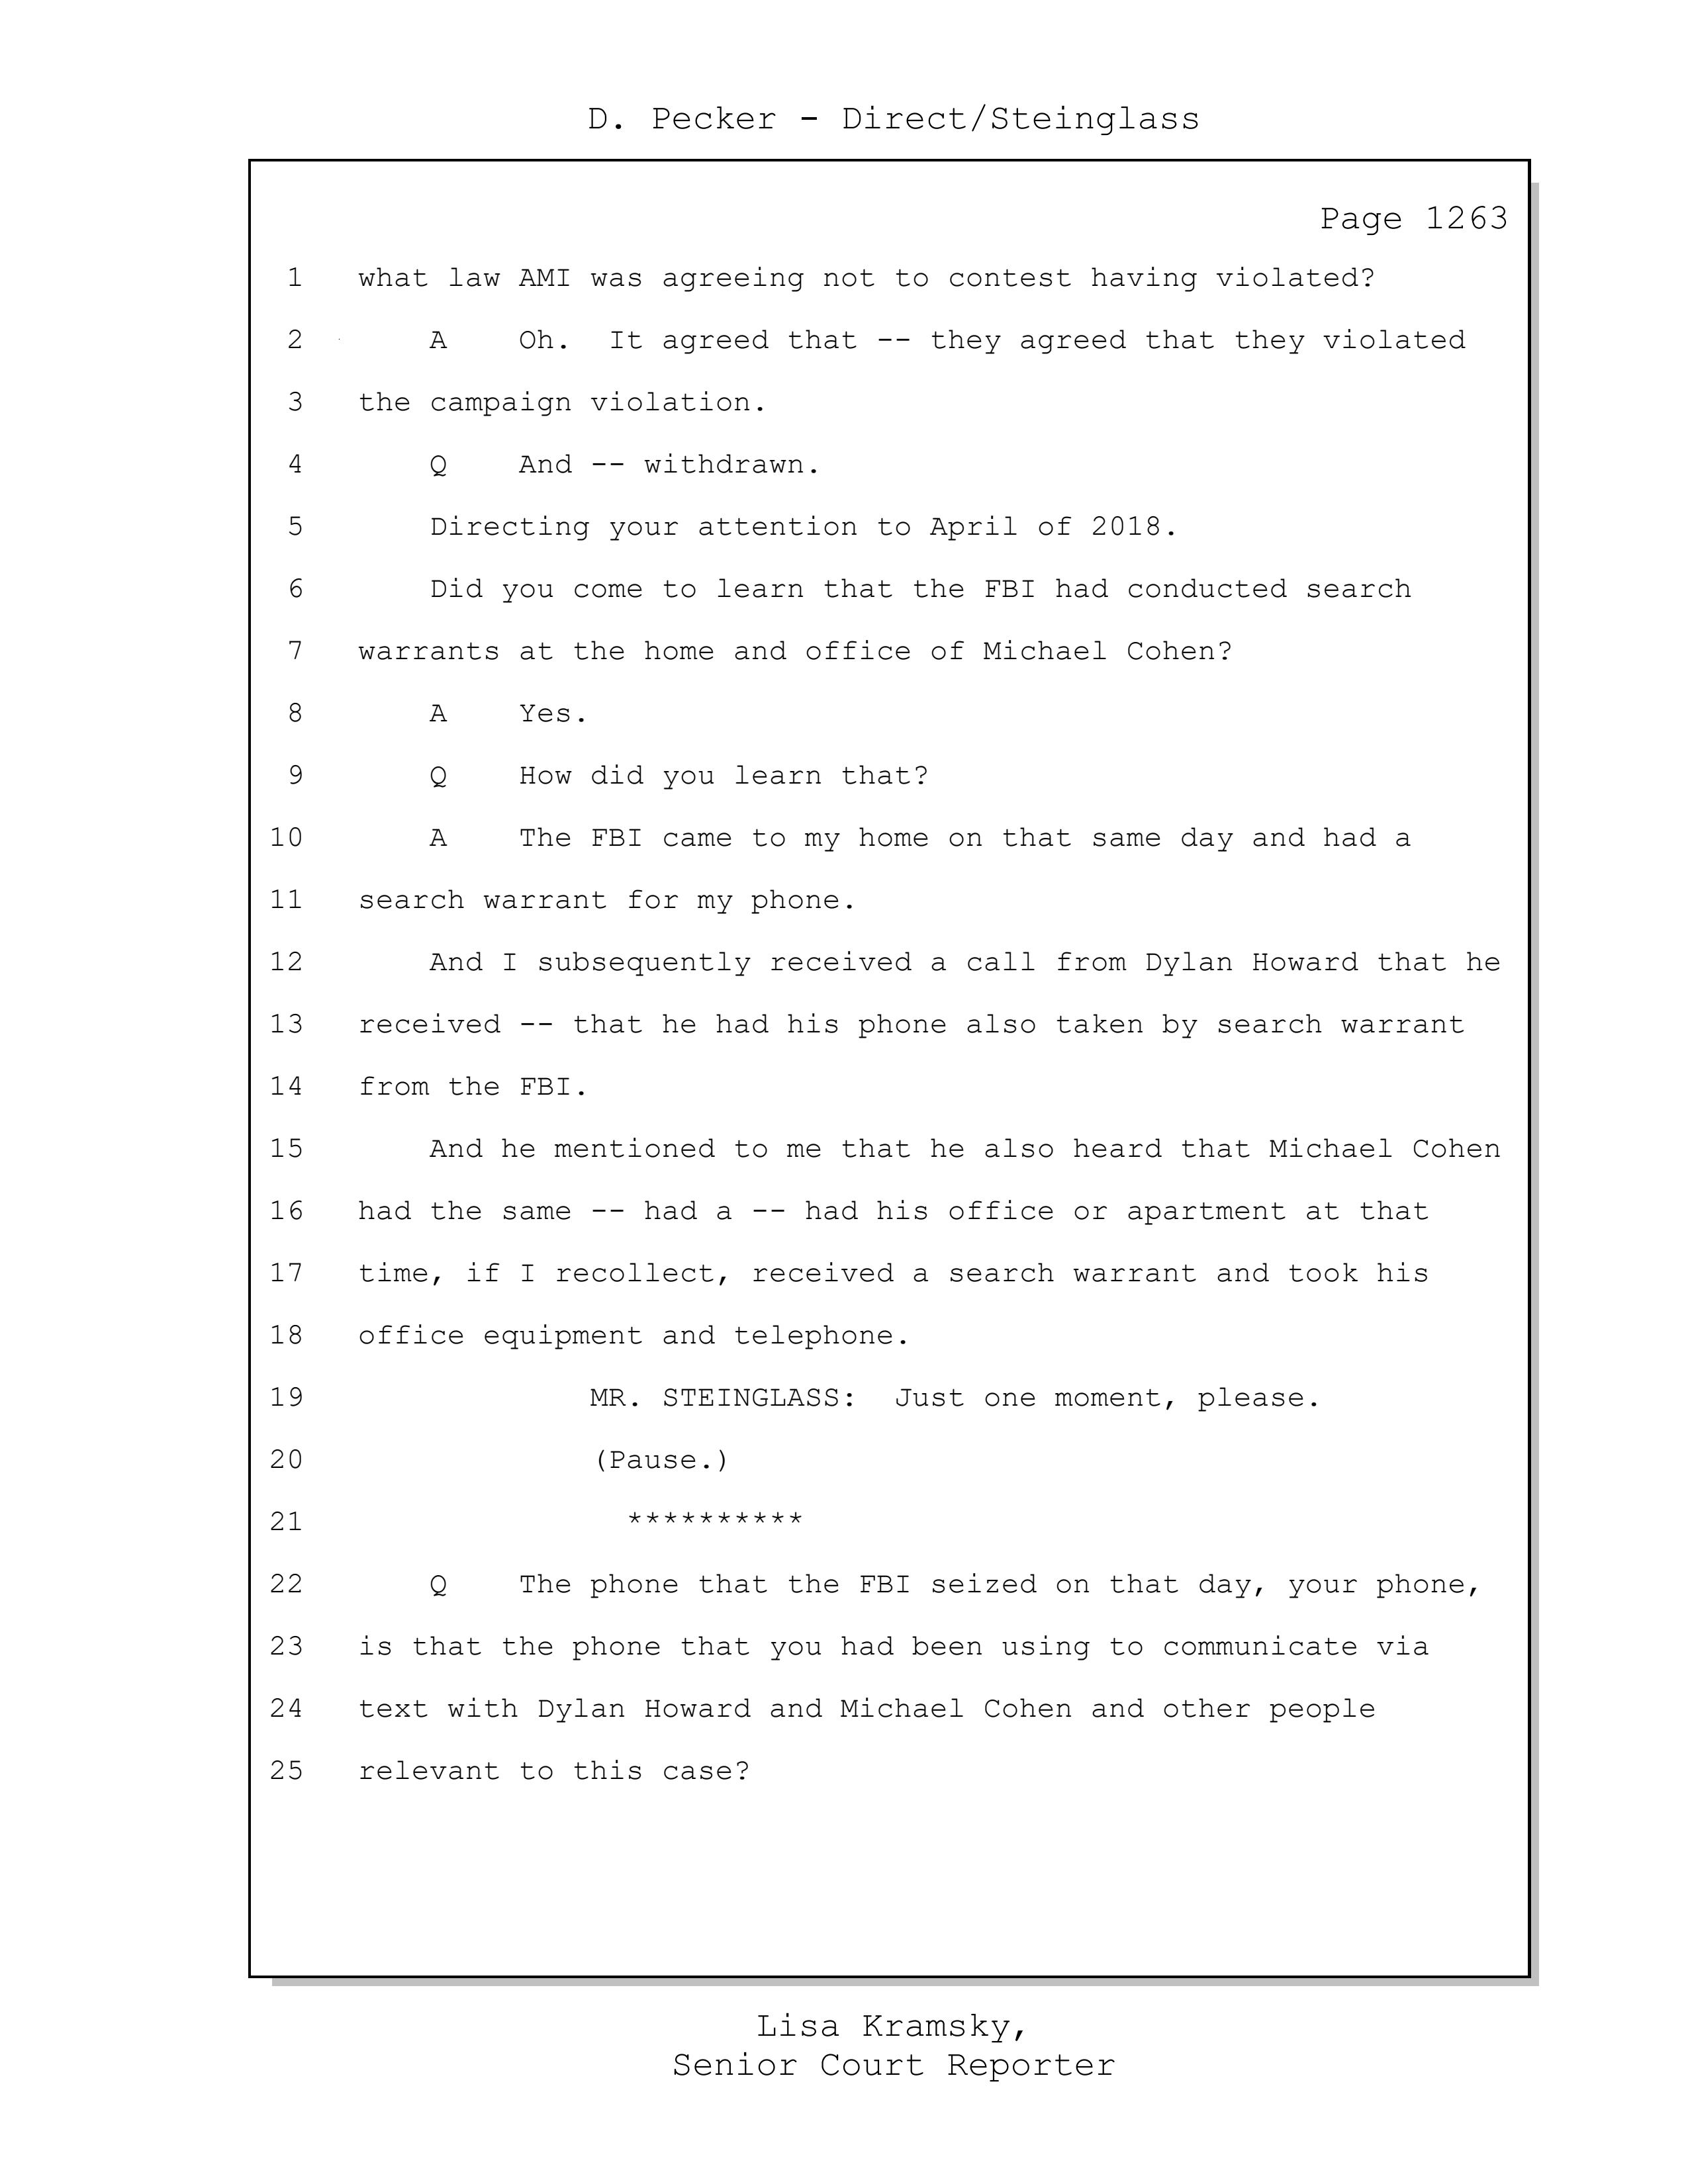 D. Pecker - Direct/Steinglass
Page 1263
1 what law AMI was agreeing not to contest having violated?
2 A Oh. It agreed that -- they agreed that they violated
3 the campaign violation.
4 Q And -- withdrawn.
5 Directing your attention to April of 2018.
6 Did you come to learn that the FBI had conducted search
7 warrants at the home and office of Michael Cohen?
8 A Yes.
9 Q How did you learn that?
10 A The FBI came to my home on that same day and had a
11 search warrant for my phone.
12 And I subsequently received a call from Dylan Howard that he
13 received -- that he had his phone also taken by search warrant
14 from the FBI.
15 And he mentioned to me that he also heard that Michael Cohen
16 had the same -- had a -- had his office or apartment at that
17 time, if I recollect, received a search warrant and took his
18 office equipment and telephone.
19 MR. STEINGLASS: Just one moment, please.
20 (Pause.)
21 **********
22 Q The phone that the FBI seized on that day, your phone,
23 is that the phone that you had been using to communicate via
24 text with Dylan Howard and Michael Cohen and other people
25 relevant to this case?
Lisa Kramsky,
Senior Court Reporter